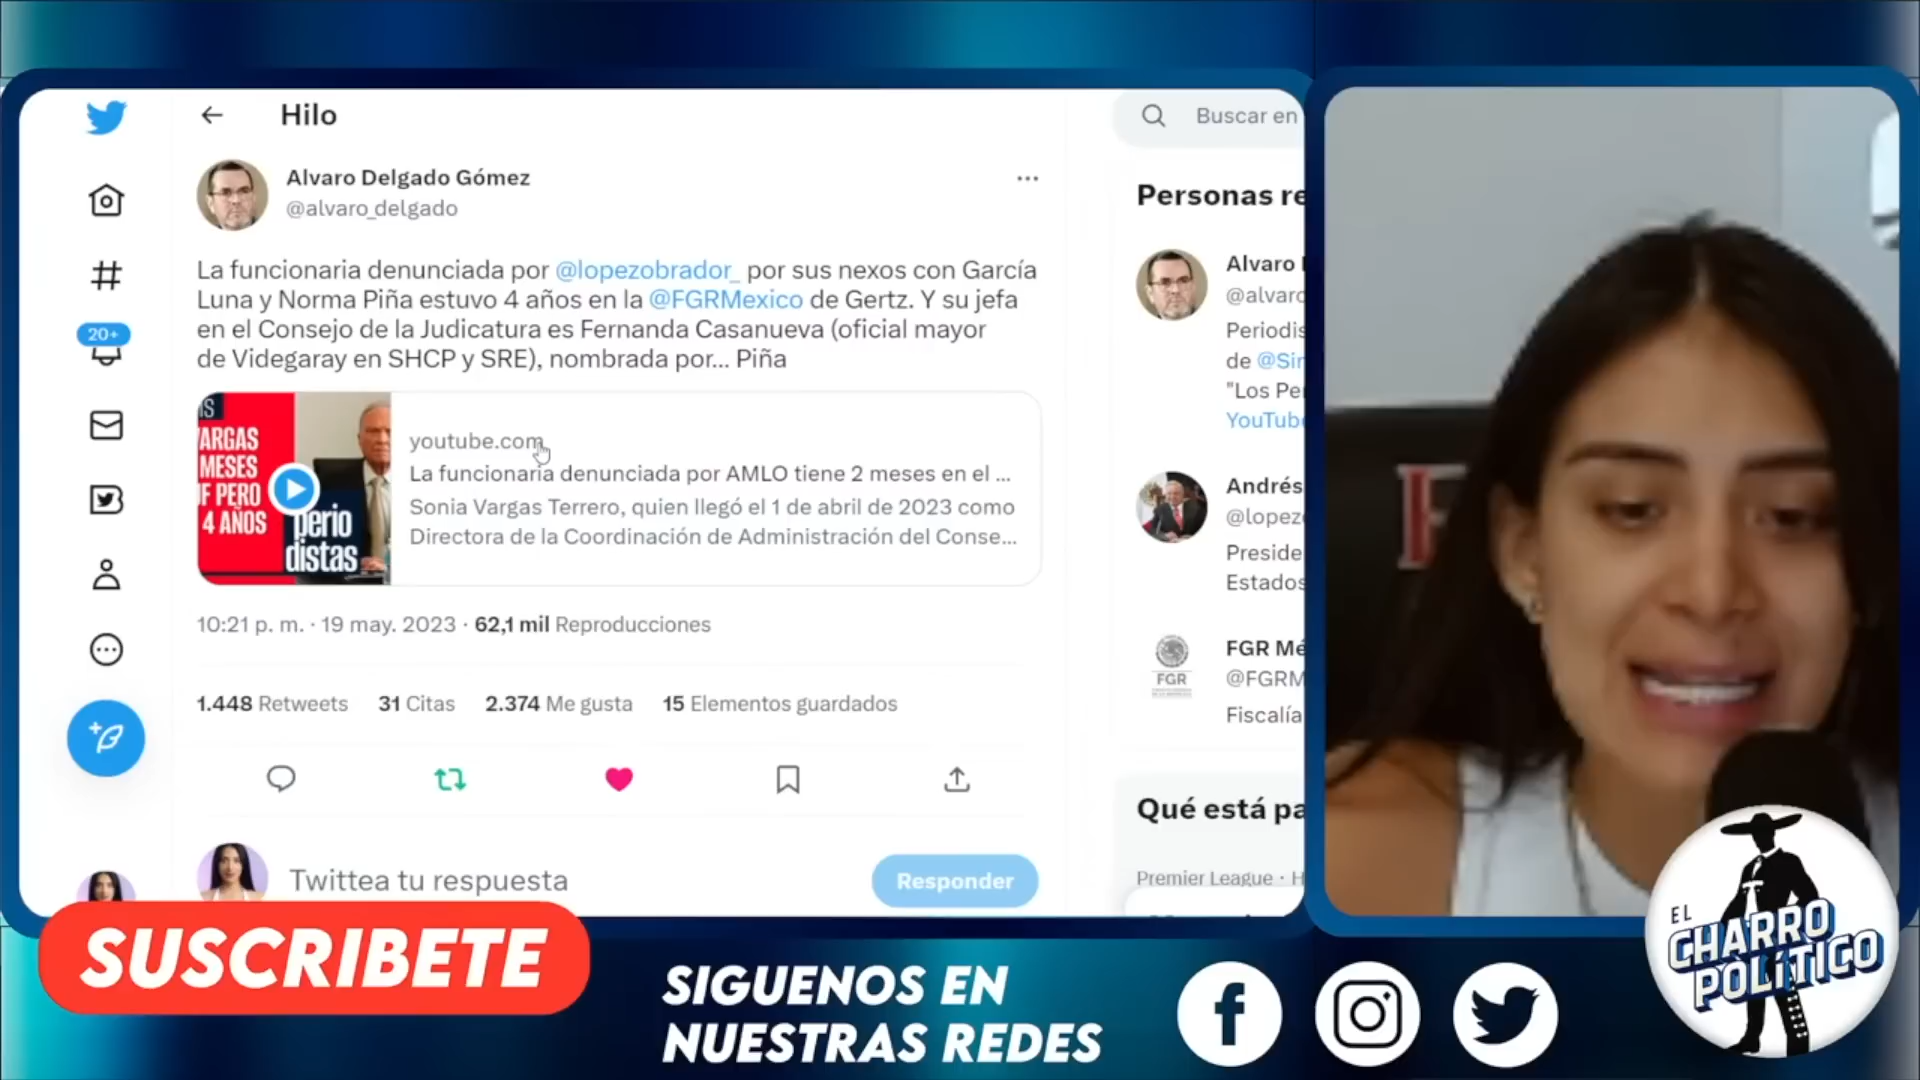 Hilo
Alvaro Delgado Gómez
@alvaro_delgado
La funcionaria denunciada por @lopezobrador_ por sus nexos con García
Luna y Norma Piña estuvo 4 años en la @FGRMexico de Gertz. Y su jefa
en el Consejo de la Judicatura es Fernanda Casanueva (oficial mayor
de Videgaray en SHCP y SRE), nombrada por... Piña
VARGAS
MESES
F PERO
4 AÑOS
perio
distas
youtube.com
La funcionaria denunciada por AMLO tiene 2 meses en el ...
Sonia Vargas Terrero, quien llegó el 1 de abril de 2023 como
Directora de la Coordinación de Administración del Conse...
10:21 p. m. · 19 may. 2023 · 62,1 mil Reproducciones
1.448 Retweets 31 Citas 2.374 Me gusta 15 Elementos guardados
Twittea tu respuesta
Responder
20+
Buscar en
Personas re
Alvaro
@alvaro
Periodis
de @Sin
"Los Per
YouTube
Andrés
@lopezo
Preside
Estados
FGR
FGR Mé
@FGRM
Fiscalía
Qué está pa
Premier League · H
SUSCRIBETE
SIGUENOS EN
NUESTRAS REDES
EL
CHARRO
POLÍTICO